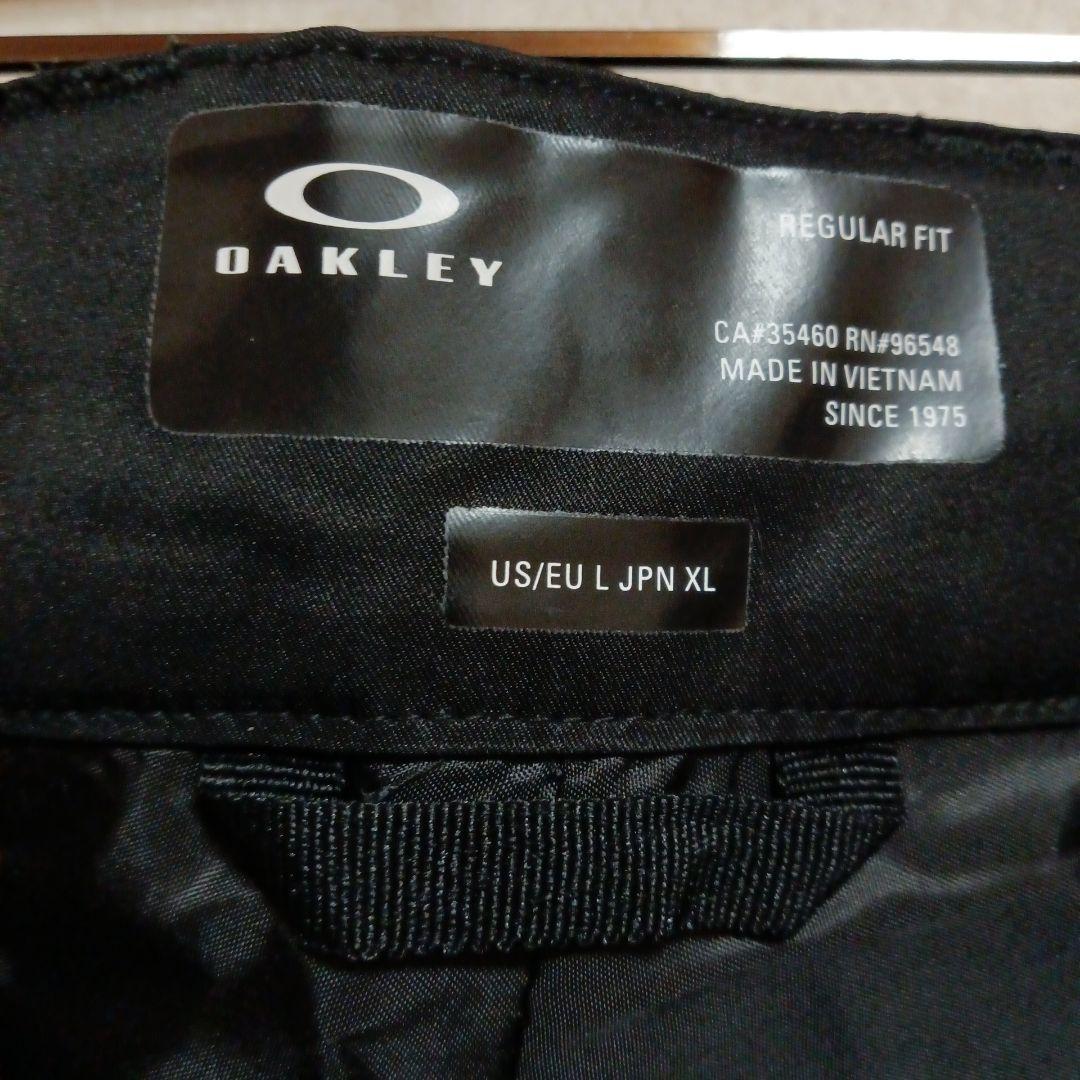 OAKLEY
REGULAR FIT
CA#35460 RN#96548
MADE IN VIETNAM
SINCE 1975
US/EU L JPN XL